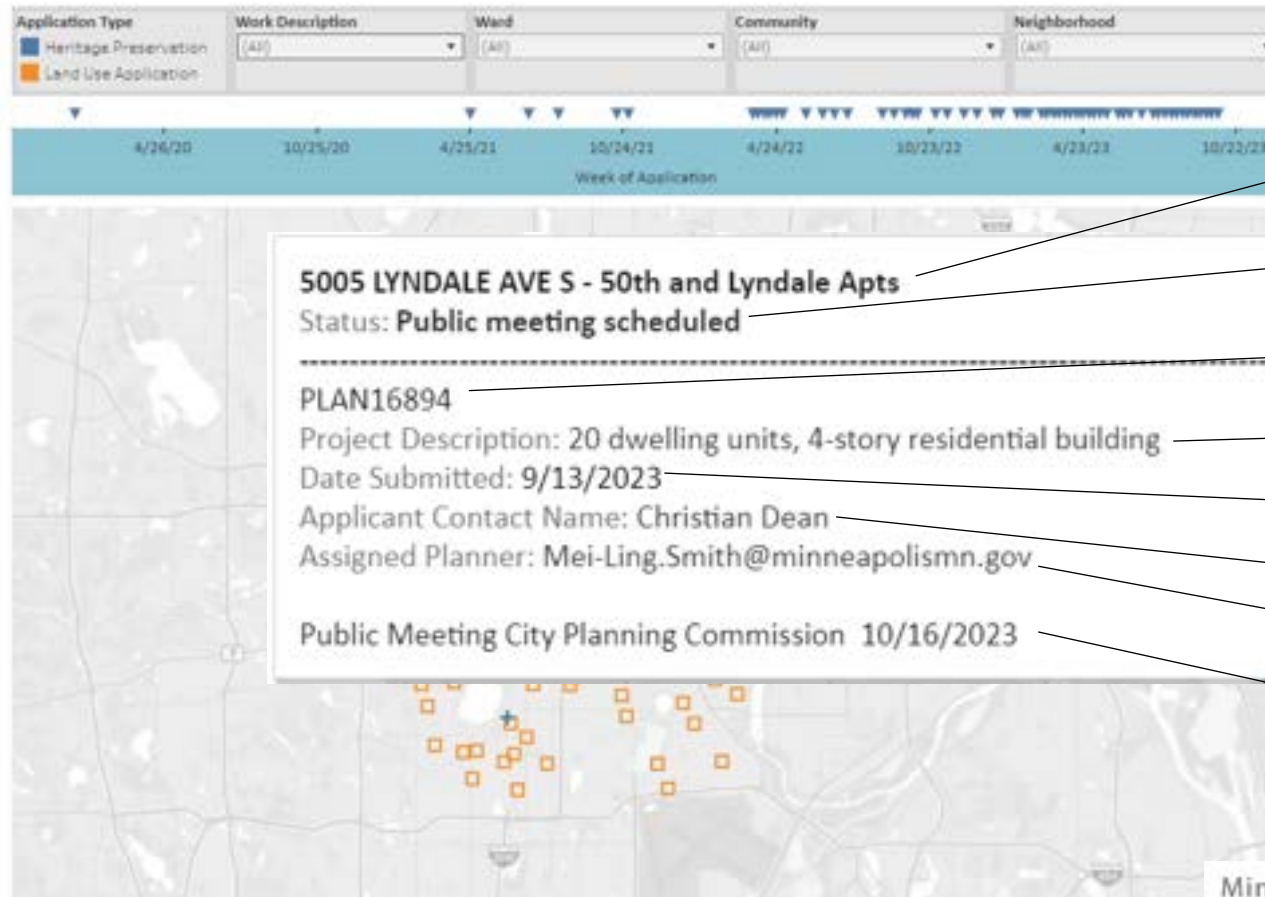 Application Type
Heritage Preservation
Land Use Application
Work Description
(All)
Ward
(All)
Community
(All)
Neighborhood
(All)
4/26/20 10/25/20 4/25/21 10/24/21 4/24/22 10/23/22 4/23/23 10/22/23
Week of Application
5005 LYNDALE AVE S - 50th and Lyndale Apts
Status: Public meeting scheduled
PLAN16894
Project Description: 20 dwelling units, 4-story residential building
Date Submitted: 9/13/2023
Applicant Contact Name: Christian Dean
Assigned Planner: Mei-Ling.Smith@minneapolismn.gov
Public Meeting City Planning Commission 10/16/2023
Min